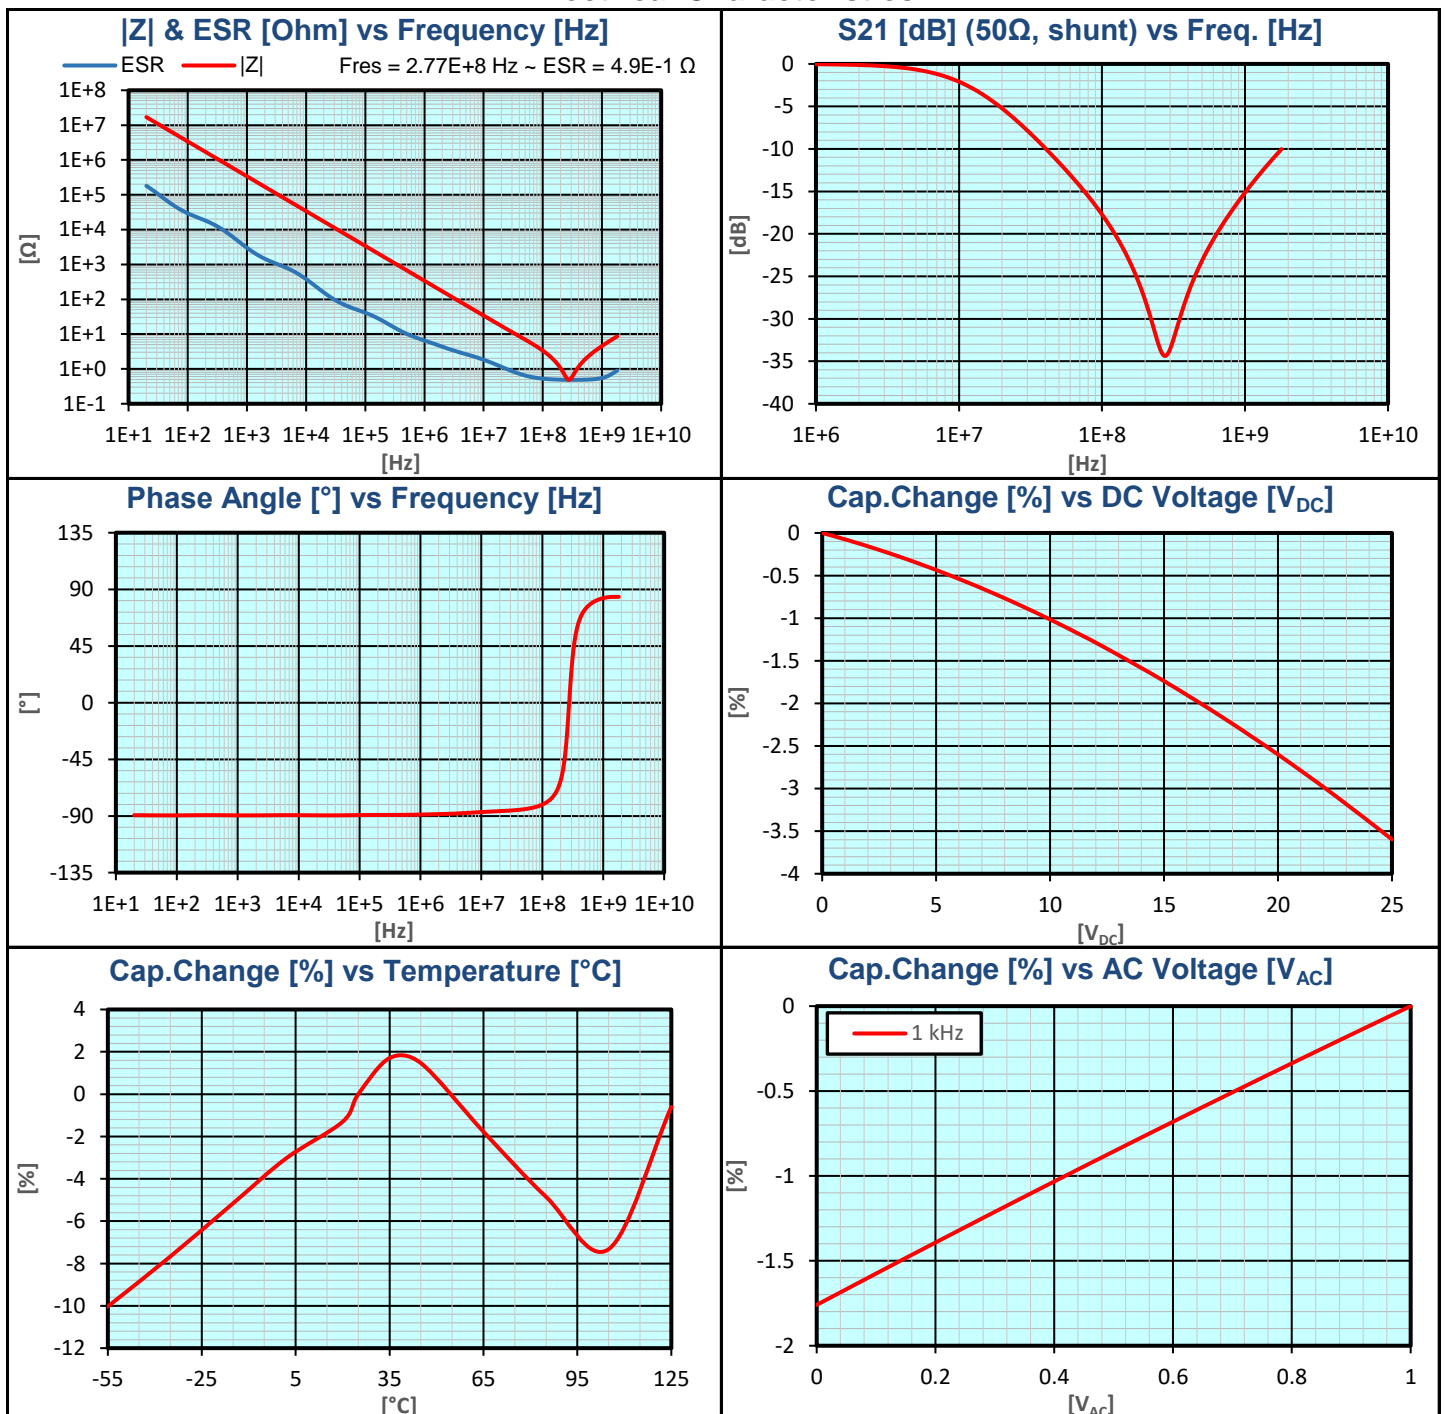 |Z| & ESR [Ohm] vs Frequency [Hz]
ESR |Z| Fres = 2.77E+8 Hz ~ ESR = 4.9E-1 Ω
1E+8
1E+7
1E+6
1E+5
1E+4
1E+3
1E+2
1E+1
1E+0
1E-1
[Ω]
1E+1 1E+2 1E+3 1E+4 1E+5 1E+6 1E+7 1E+8 1E+9 1E+10
[Hz]
S21 [dB] (50Ω, shunt) vs Freq. [Hz]
0
-5
-10
-15
-20
-25
-30
-35
-40
[dB]
1E+6 1E+7 1E+8 1E+9 1E+10
[Hz]
Phase Angle [°] vs Frequency [Hz]
135
90
45
0
-45
-90
-135
[°]
1E+1 1E+2 1E+3 1E+4 1E+5 1E+6 1E+7 1E+8 1E+9 1E+10
[Hz]
Cap.Change [%] vs DC Voltage [VDC]
0
-0.5
-1
-1.5
-2
-2.5
-3
-3.5
-4
[%]
0 5 10 15 20 25
[VDC]
Cap.Change [%] vs Temperature [°C]
4
2
0
-2
-4
-6
-8
-10
-12
[%]
-55 -25 5 35 65 95 125
[°C]
Cap.Change [%] vs AC Voltage [VAC]
1 kHz
0
-0.5
-1
-1.5
-2
[%]
0 0.2 0.4 0.6 0.8 1
[VAC]